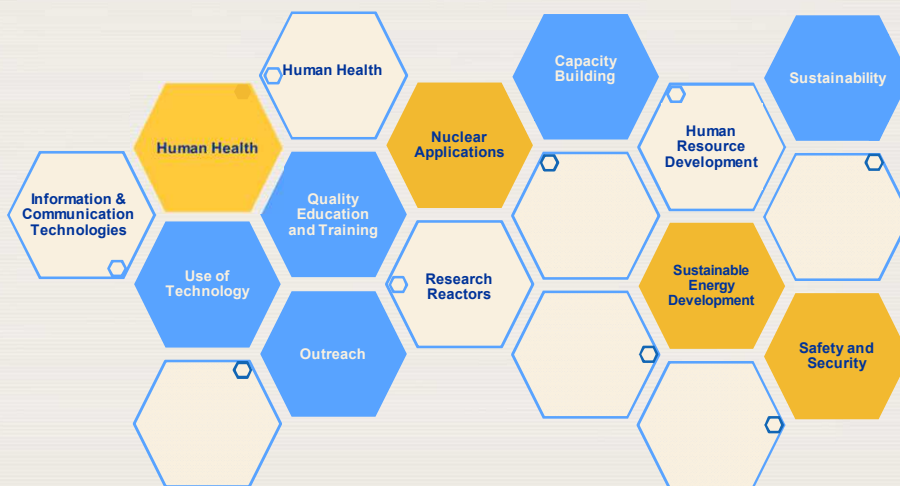 Human Health
Capacity
Building
Sustainability
Human Health
Nuclear
Applications
Human
Resource
Development
Information &
Communication
Technologies
Quality
Education
and Training
Use of
Technology
Research
Reactors
Sustainable
Energy
Development
Outreach
Safety and
Security